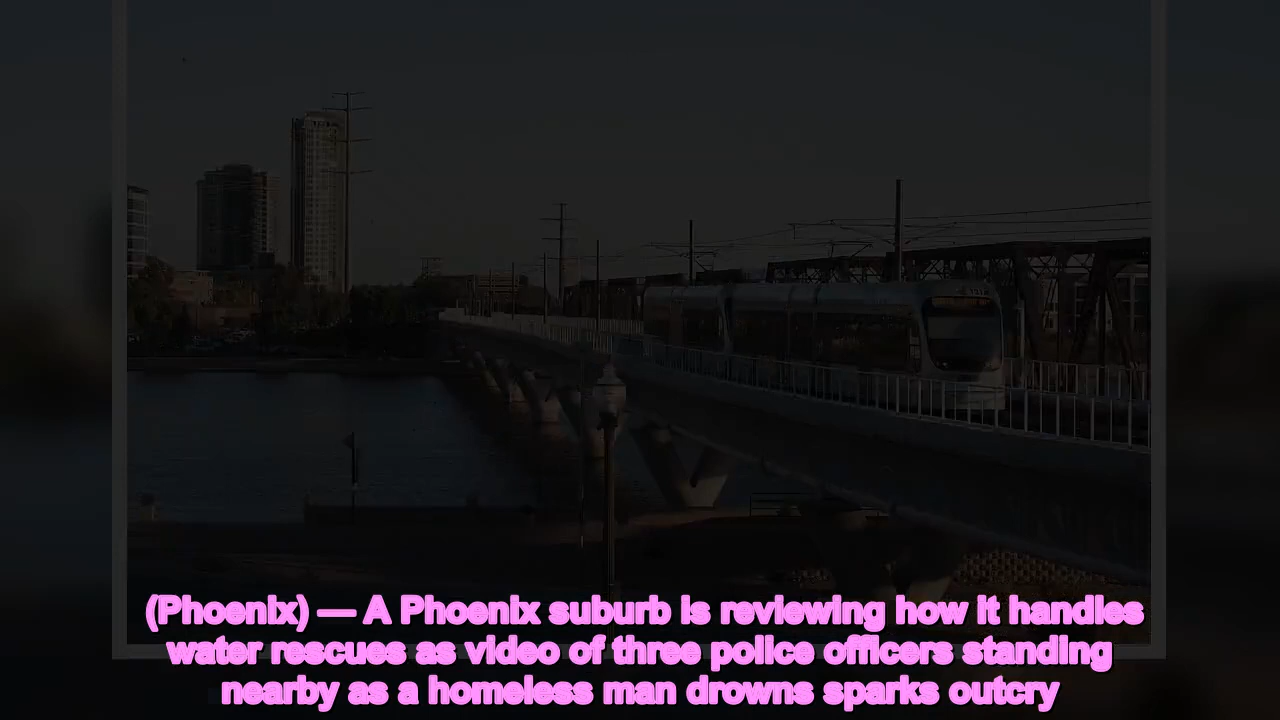 (Phoenix) — A Phoenix suburb is reviewing how it handles
water rescues as video of three police officers standing
nearby as a homeless man drowns sparks outcry